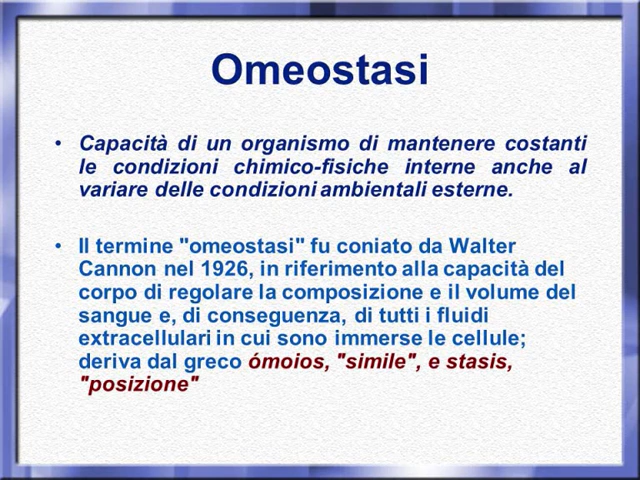 Omeostasi
• Capacità di un organismo di mantenere costanti
le condizioni chimico-fisiche interne anche al
variare delle condizioni ambientali esterne.
• Il termine "omeostasi" fu coniato da Walter
Cannon nel 1926, in riferimento alla capacità del
corpo di regolare la composizione e il volume del
sangue e, di conseguenza, di tutti i fluidi
extracellulari in cui sono immerse le cellule;
deriva dal greco ómoios, "simile", e stasis,
"posizione"